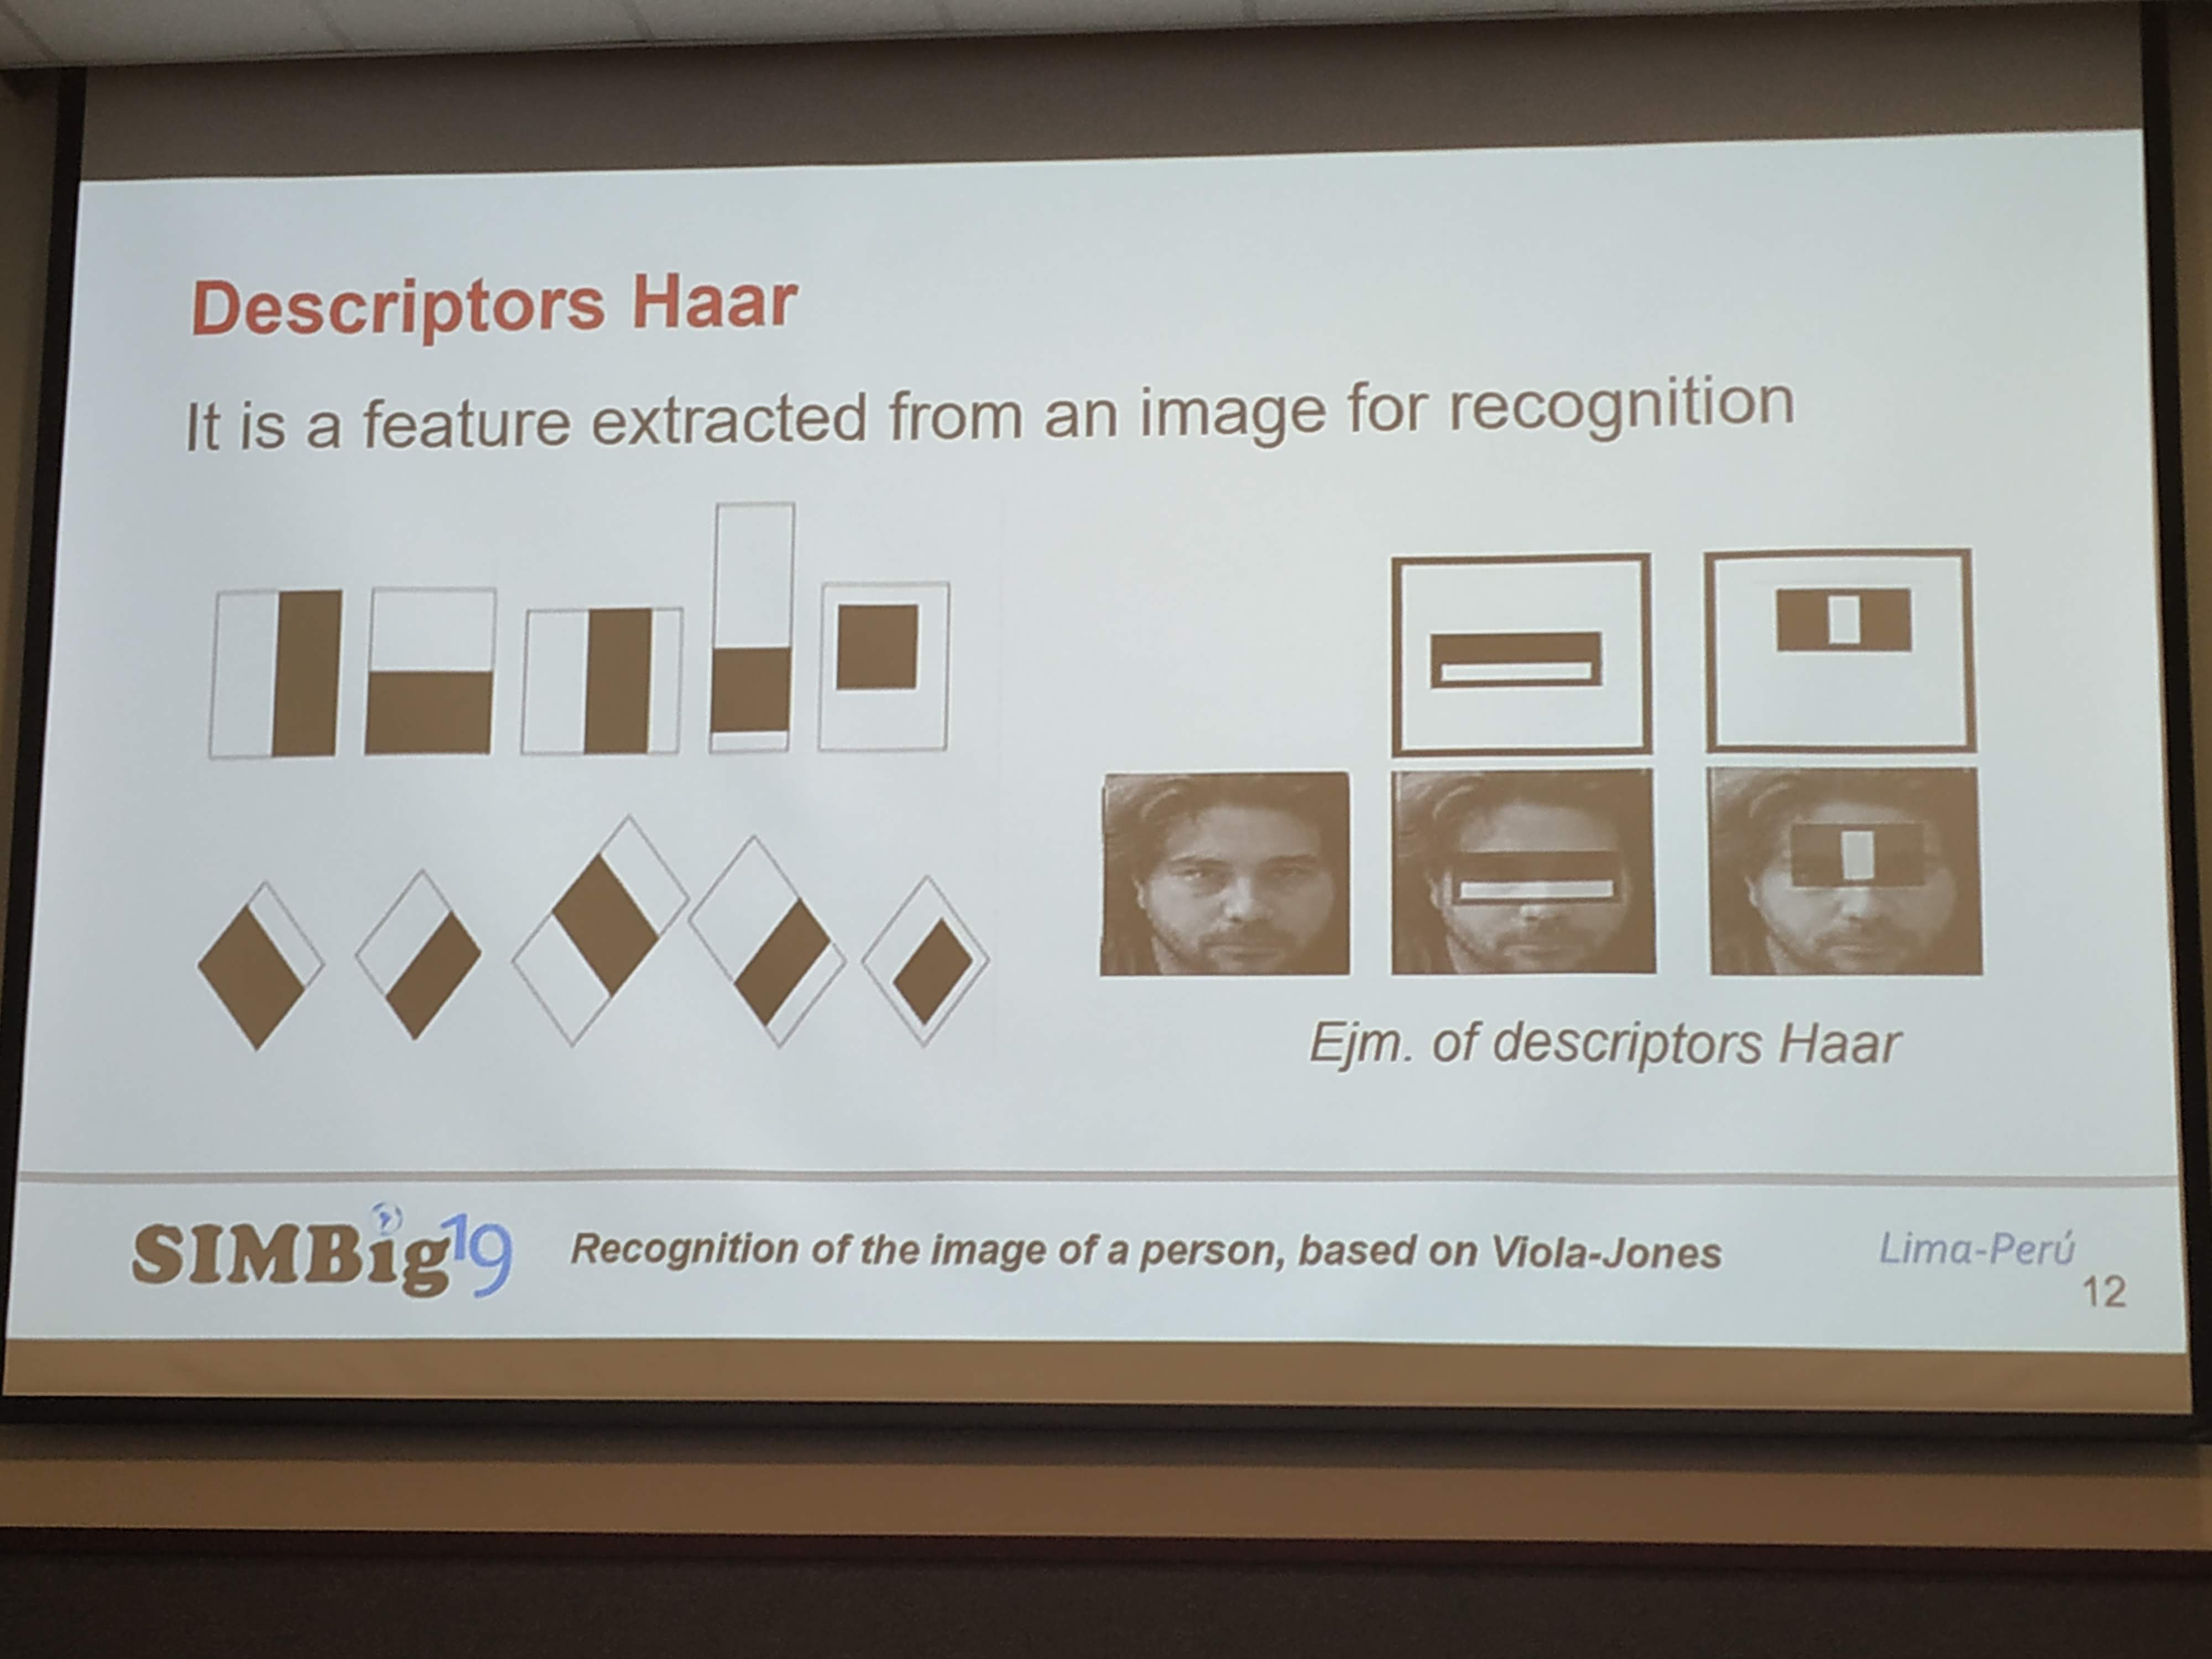 Descriptors Haar
It is a feature extracted from an image for recognition
Ejm. of descriptors Haar
SIMBig19
Recognition of the image of a person, based on Viola-Jones
Lima-Perú
12